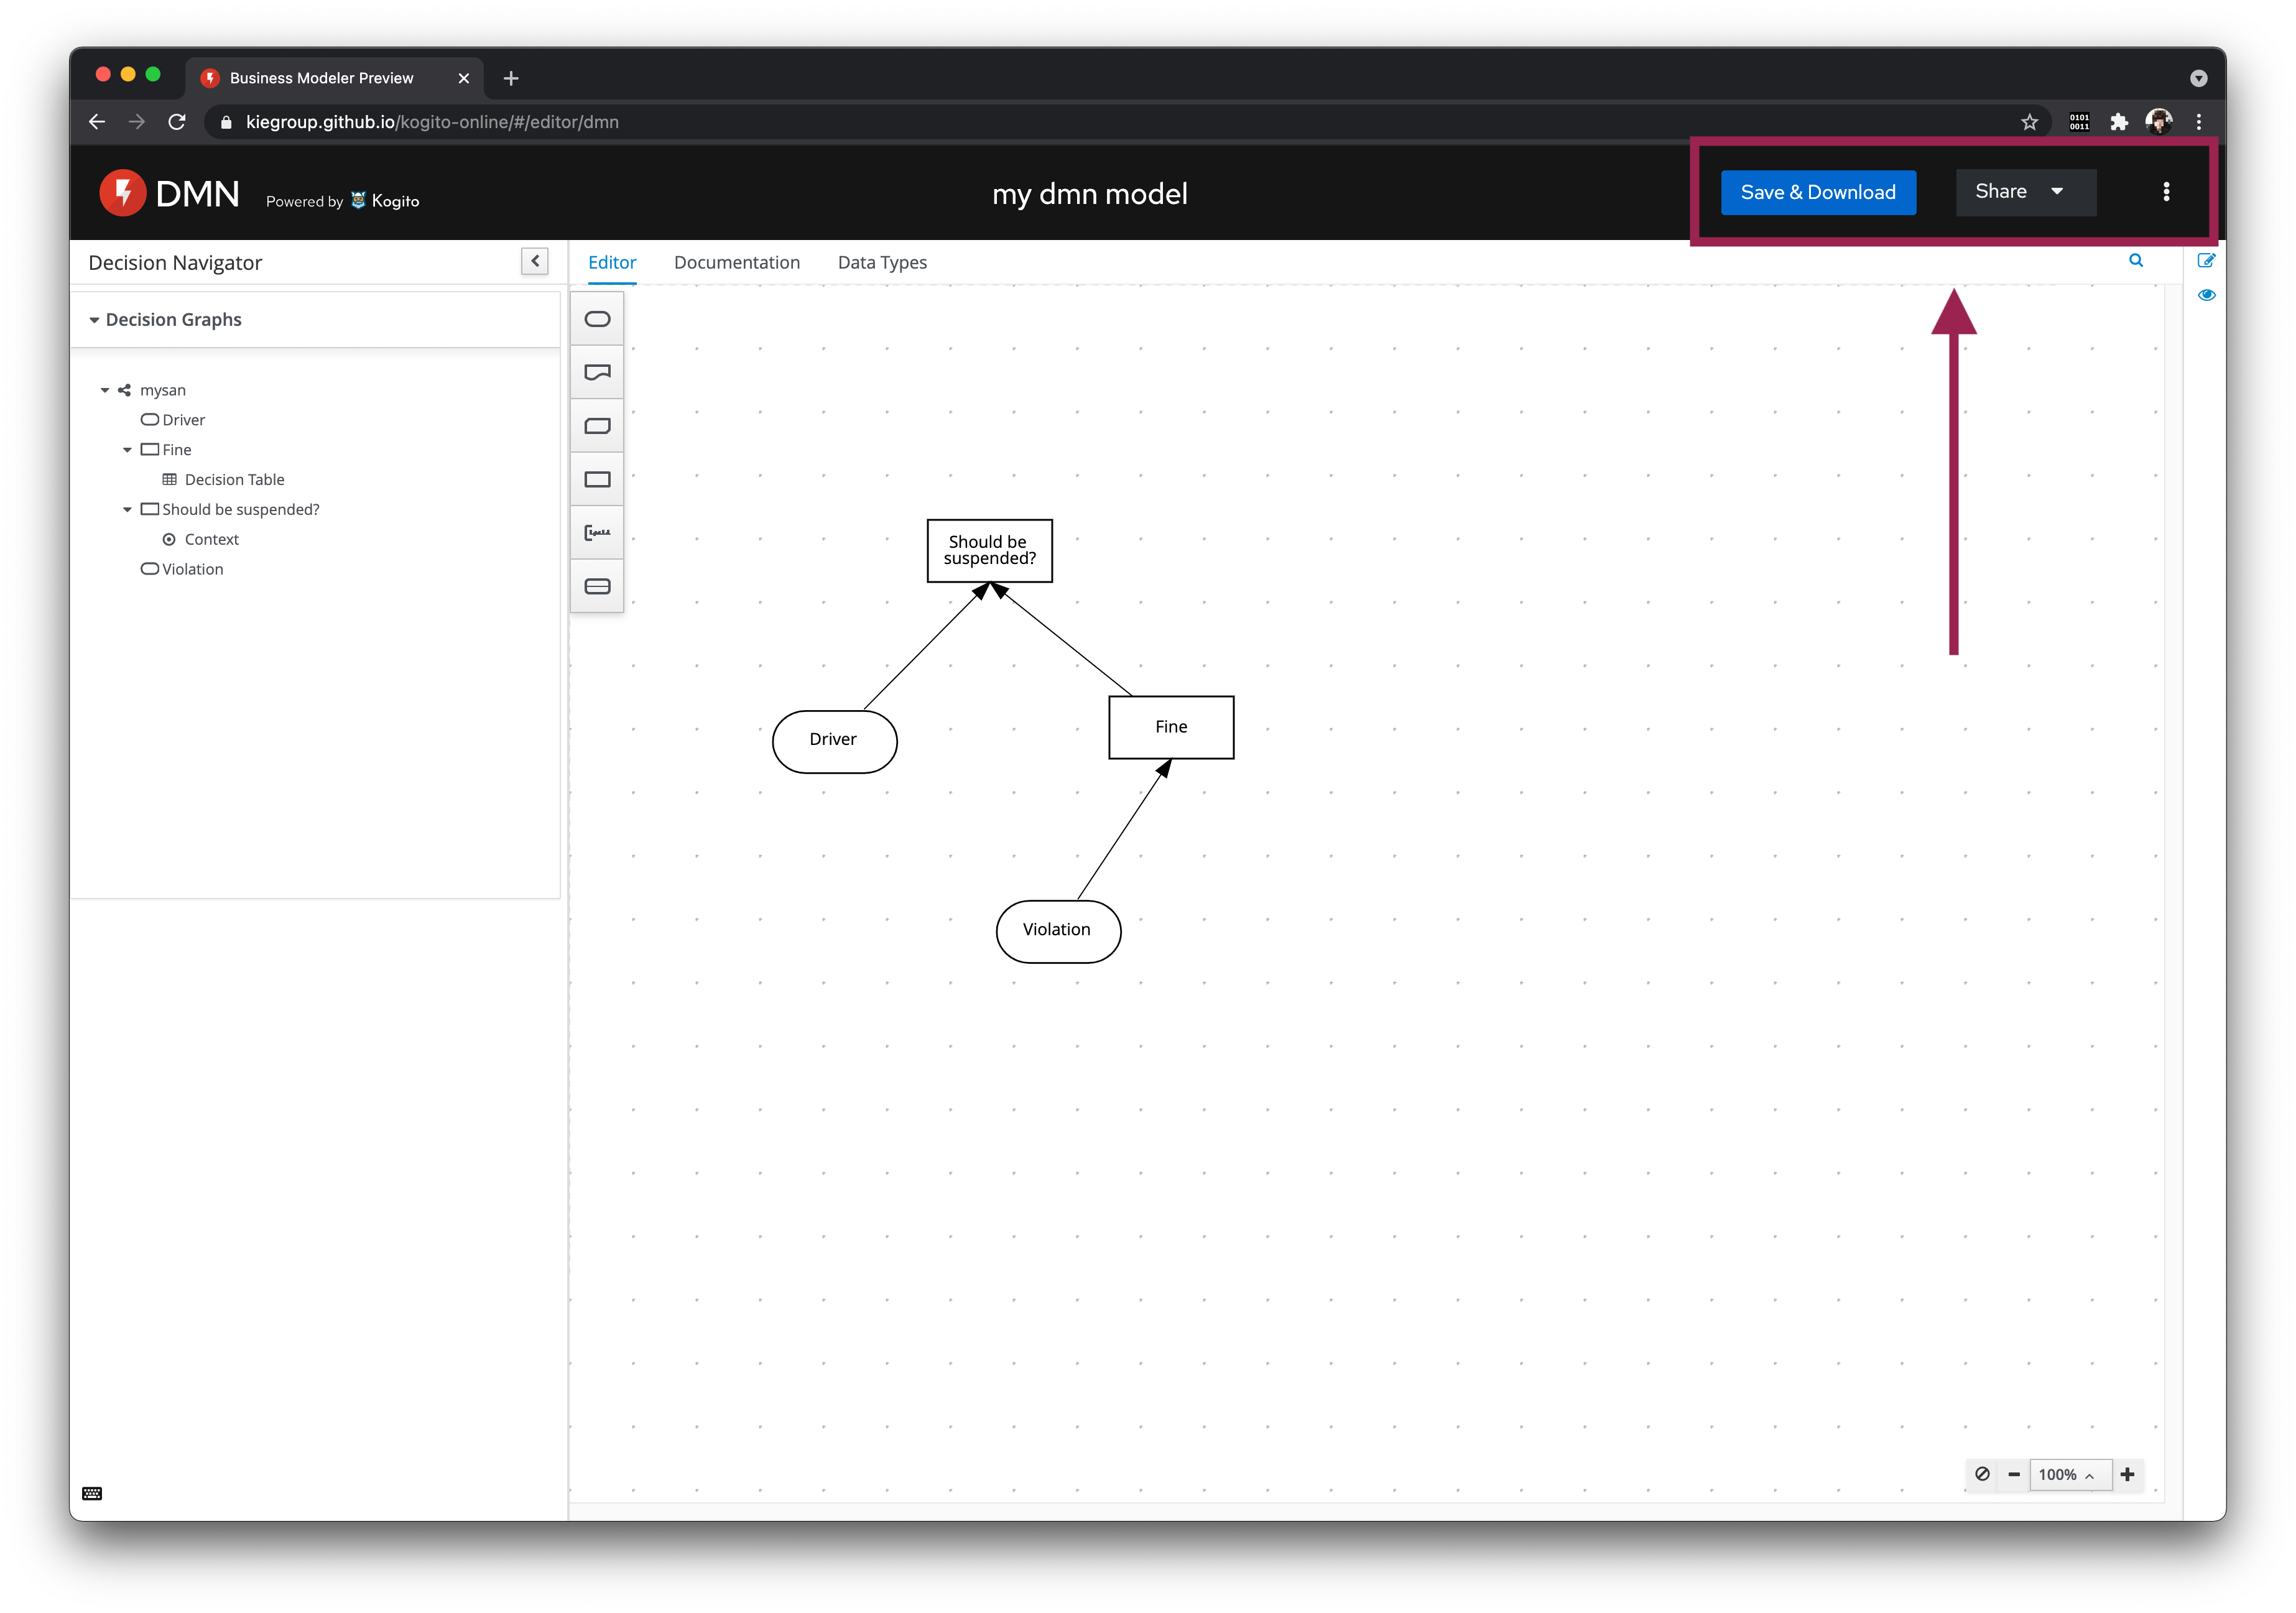 Business Modeler Preview
kiegroup.github.io/kogito-online/#/editor/dmn
0101
0011
DMN Powered by Kogito
my dmn model
Save & Download
Share
Decision Navigator
Editor Documentation Data Types
Decision Graphs
mysan
Driver
Fine
Decision Table
Should be suspended?
Context
Violation
Should be
suspended?
Driver
Fine
Violation
100%